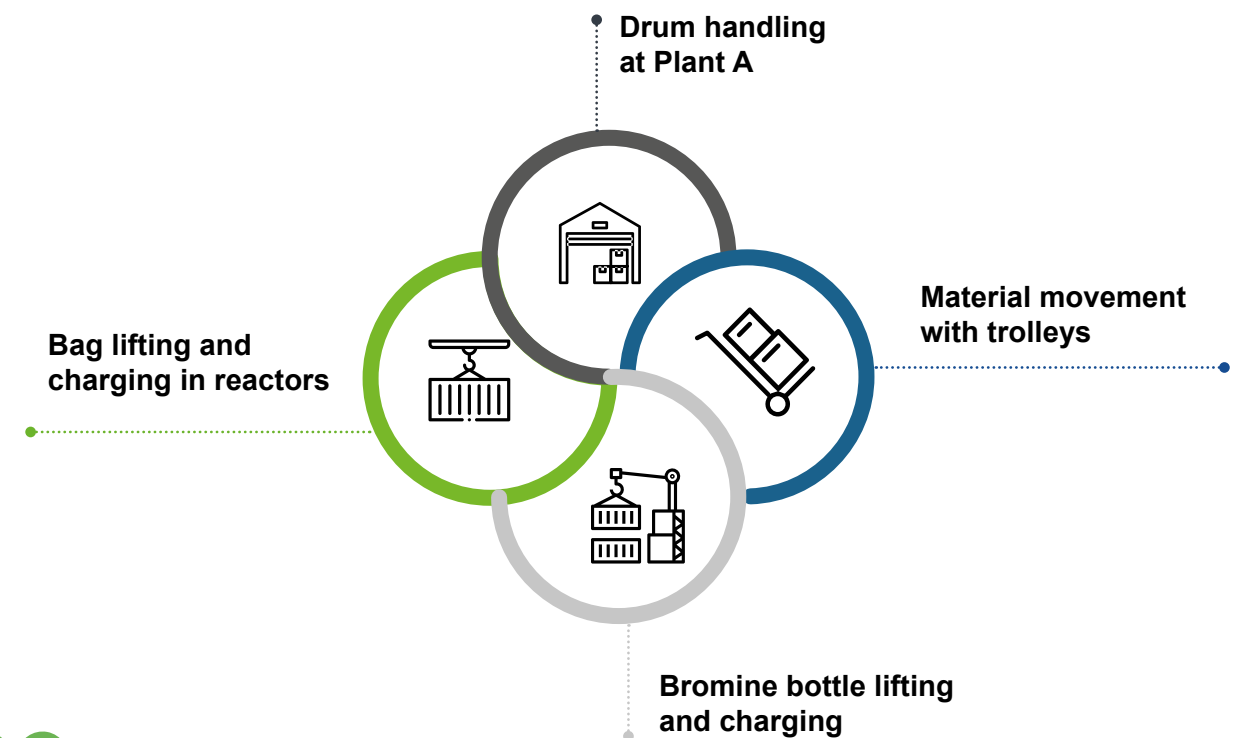 Drum handling
at Plant A
Material movement
with trolleys
Bag lifting and
charging in reactors
Bromine bottle lifting
and charging